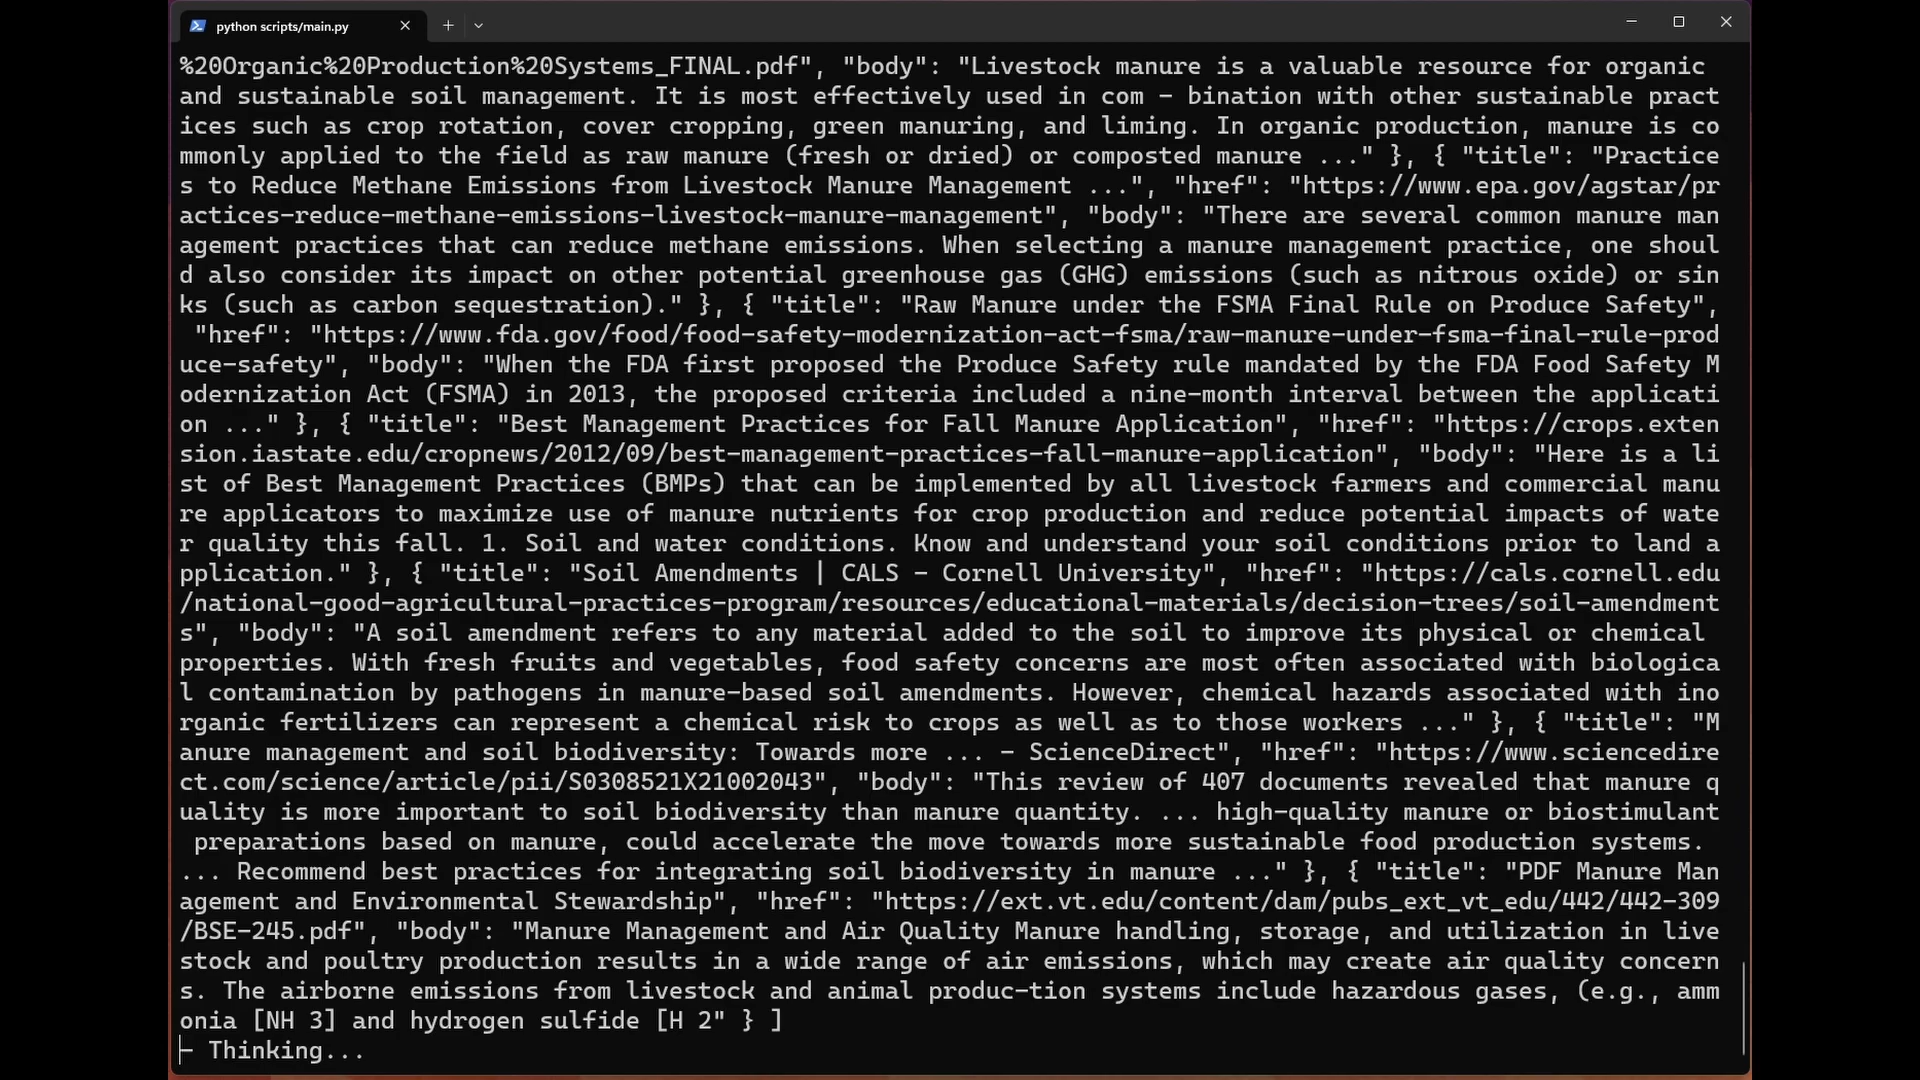 python scripts/main.py
%20Organic%20Production%20Systems_FINAL.pdf", "body": "Livestock manure is a valuable resource for organic
and sustainable soil management. It is most effectively used in com - bination with other sustainable pract
ices such as crop rotation, cover cropping, green manuring, and liming. In organic production, manure is co
mmonly applied to the field as raw manure (fresh or dried) or composted manure ..." }, { "title": "Practice
s to Reduce Methane Emissions from Livestock Manure Management ...", "href": "https://www.epa.gov/agstar/pr
actices-reduce-methane-emissions-livestock-manure-management", "body": "There are several common manure man
agement practices that can reduce methane emissions. When selecting a manure management practice, one shoul
d also consider its impact on other potential greenhouse gas (GHG) emissions (such as nitrous oxide) or sin
ks (such as carbon sequestration)." }, { "title": "Raw Manure under the FSMA Final Rule on Produce Safety",
"href": "https://www.fda.gov/food/food-safety-modernization-act-fsma/raw-manure-under-fsma-final-rule-prod
uce-safety", "body": "When the FDA first proposed the Produce Safety rule mandated by the FDA Food Safety M
odernization Act (FSMA) in 2013, the proposed criteria included a nine-month interval between the applicati
on ..." }, { "title": "Best Management Practices for Fall Manure Application", "href": "https://crops.exten
sion.iastate.edu/cropnews/2012/09/best-management-practices-fall-manure-application", "body": "Here is a li
st of Best Management Practices (BMPs) that can be implemented by all livestock farmers and commercial manu
re applicators to maximize use of manure nutrients for crop production and reduce potential impacts of wate
r quality this fall. 1. Soil and water conditions. Know and understand your soil conditions prior to land a
pplication." }, { "title": "Soil Amendments | CALS - Cornell University", "href": "https://cals.cornell.edu
/national-good-agricultural-practices-program/resources/educational-materials/decision-trees/soil-amendment
s", "body": "A soil amendment refers to any material added to the soil to improve its physical or chemical
properties. With fresh fruits and vegetables, food safety concerns are most often associated with biologica
l contamination by pathogens in manure-based soil amendments. However, chemical hazards associated with ino
rganic fertilizers can represent a chemical risk to crops as well as to those workers ..." }, { "title": "M
anure management and soil biodiversity: Towards more ... - ScienceDirect", "href": "https://www.sciencedire
ct.com/science/article/pii/S0308521X21002043", "body": "This review of 407 documents revealed that manure q
uality is more important to soil biodiversity than manure quantity. ... high-quality manure or biostimulant
preparations based on manure, could accelerate the move towards more sustainable food production systems.
... Recommend best practices for integrating soil biodiversity in manure ..." }, { "title": "PDF Manure Man
agement and Environmental Stewardship", "href": "https://ext.vt.edu/content/dam/pubs_ext_vt_edu/442/442-309
/BSE-245.pdf", "body": "Manure Management and Air Quality Manure handling, storage, and utilization in live
stock and poultry production results in a wide range of air emissions, which may create air quality concern
s. The airborne emissions from livestock and animal produc-tion systems include hazardous gases, (e.g., amm
onia [NH 3] and hydrogen sulfide [H 2" } ]
- Thinking...